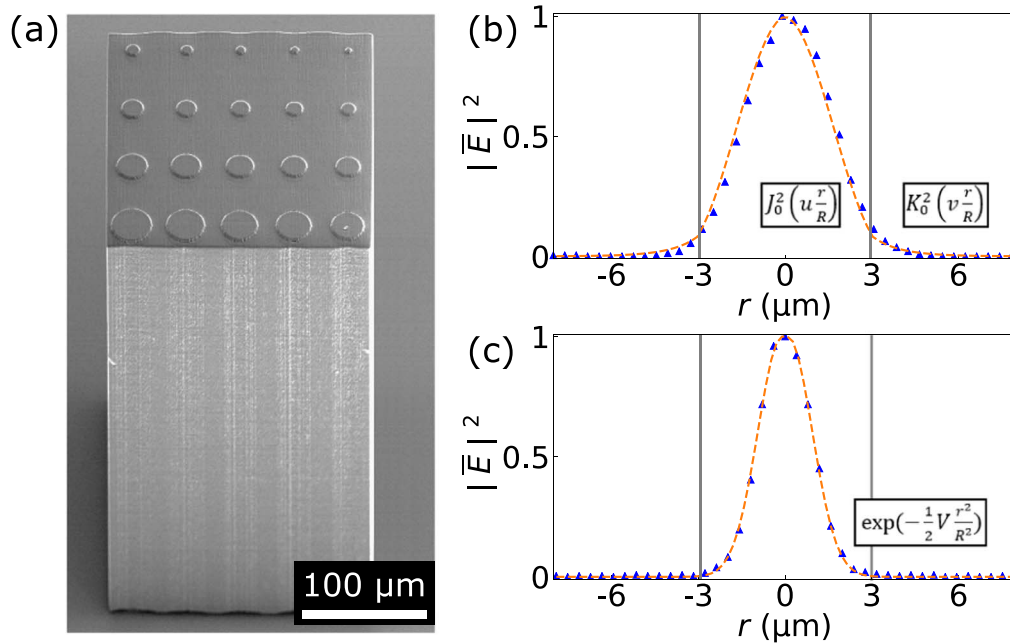 (a)
100 μm
(b)
1
0.5
0
|E̅|²
J₀²(u r/R)
K₀²(v r/R)
-3 0 3 6
-6
r (μm)
(c)
1
0.5
0
|E̅|²
exp(−½V r²/R²)
-6 -3 0 3 6
r (μm)